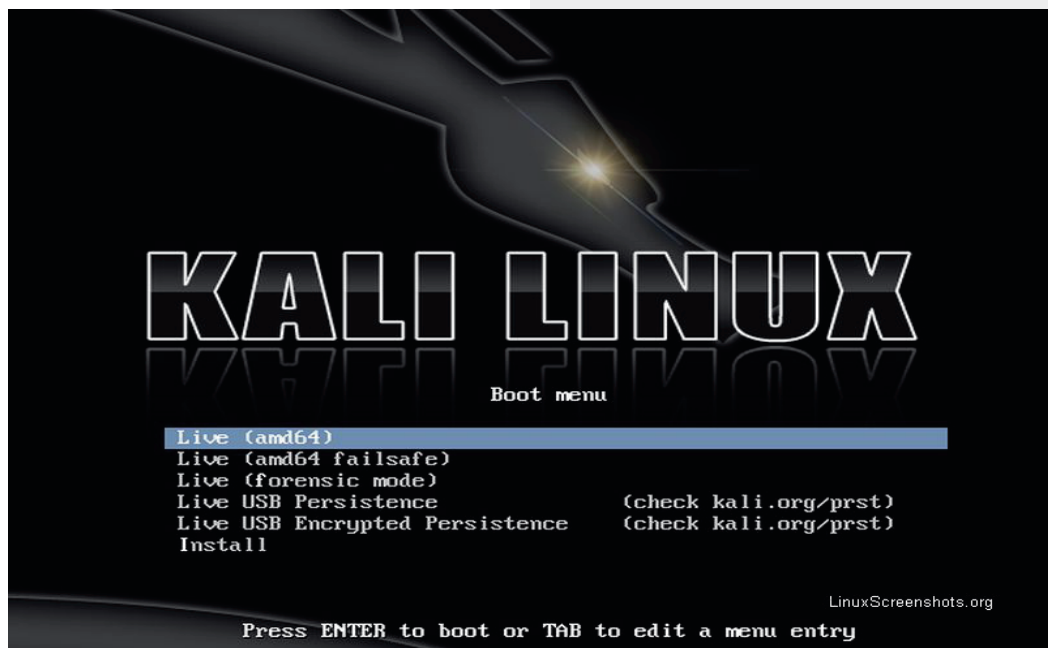 KALI LINUX
Boot menu
Live (amd64)
Live (amd64 failsafe)
Live (forensic mode)
Live USB Persistence (check kali.org/prst)
Live USB Encrypted Persistence (check kali.org/prst)
Install
LinuxScreenshots.org
Press ENTER to boot or TAB to edit a menu entry